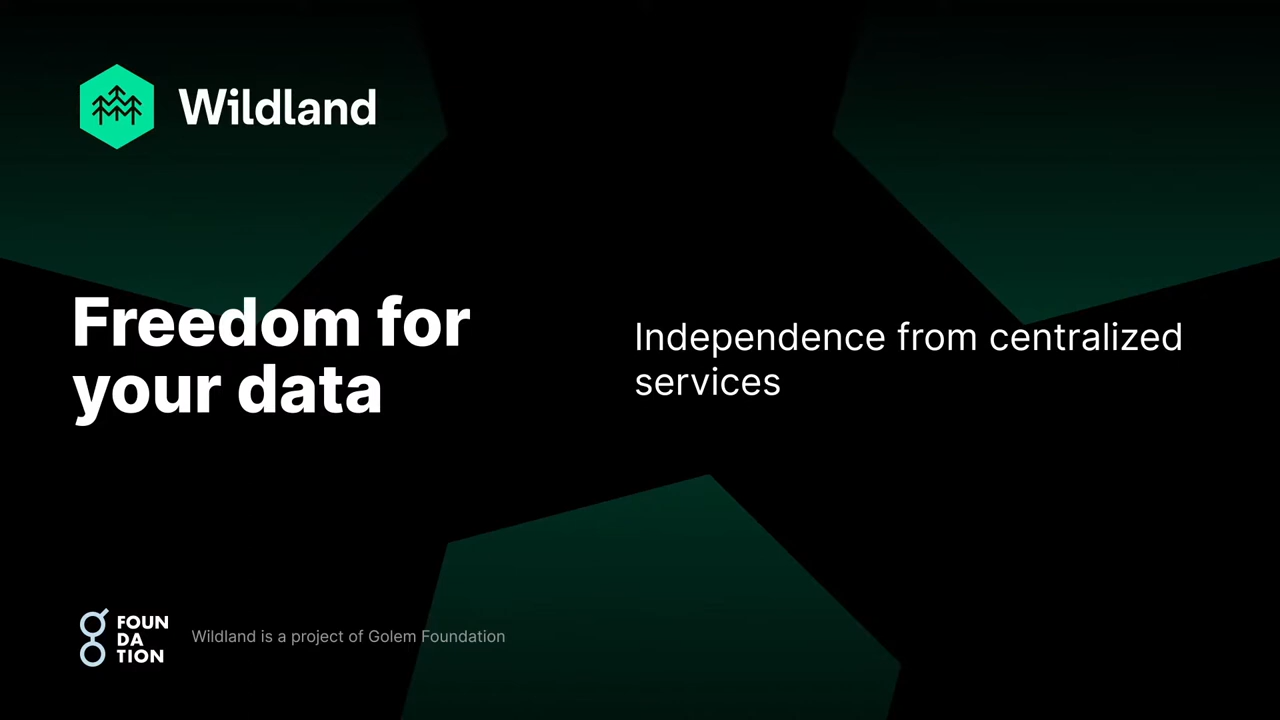 Wildland
Freedom for
your data
Independence from centralized
services
FOUN
DA
TION
Wildland is a project of Golem Foundation